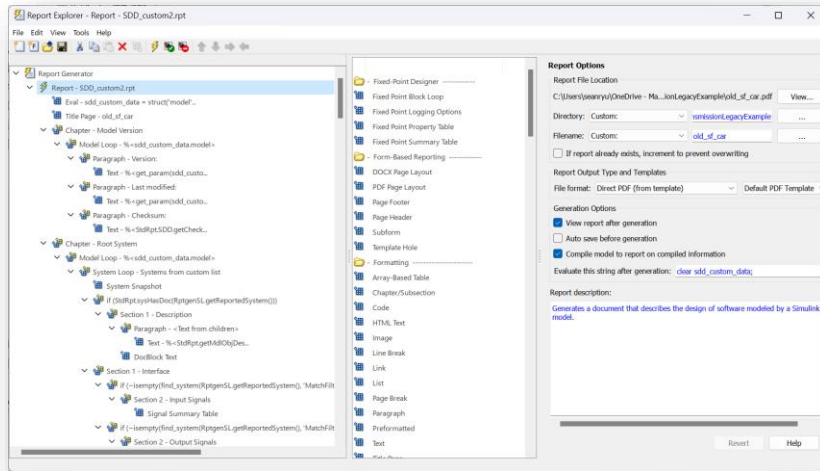 Report Explorer - Report - SDD_custom2.rpt
File Edit View Tools Help
Report Generator
Report - SDD_custom2.rpt
Eval - sdd_custom_data = struct('model'...
Title Page - old_sf_car
Chapter - Model Version
Model Loop - %<sdd_custom_data.model>
Paragraph - Version:
Text - %<get_param(sdd_custo...
Paragraph - Last modified:
Text - %<get_param(sdd_custo...
Paragraph - Checksum:
Text - %<StdRpt.SDD.getCheck...
Chapter - Root System
Model Loop - %<sdd_custom_data.model>
System Loop - Systems from custom list
System Snapshot
if (StdRpt.sysHasDoc(RptgenSL.getReportedSystem()))
Section 1 - Description
Paragraph - <Text from children>
Text - %<StdRpt.getMdlObjDes...
DocBlock Text
Section 1 - Interface
if (~isempty(find_system(RptgenSL.getReportedSystem(), 'MatchFilt
Section 2 - Input Signals
Signal Summary Table
if (~isempty(find_system(RptgenSL.getReportedSystem(), 'MatchFilt
Section 2 - Output Signals
- Fixed-Point Designer ------------
Fixed Point Block Loop
Fixed Point Logging Options
Fixed Point Property Table
Fixed Point Summary Table
- Form-Based Reporting ------------
DOCX Page Layout
PDF Page Layout
Page Footer
Page Header
Subform
Template Hole
- Formatting ------------
Array-Based Table
Chapter/Subsection
Code
HTML Text
Image
Line Break
Link
List
Page Break
Paragraph
Preformatted
Text
Report Options
Report File Location
C:\Users\seanryu\OneDrive - Ma...ionLegacyExample\old_sf_car.pdf View...
Directory: Custom: nsmissionLegacyExample ...
Filename: Custom: old_sf_car ...
If report already exists, increment to prevent overwriting
Report Output Type and Templates
File format: Direct PDF (from template) Default PDF Template
Generation Options
View report after generation
Auto save before generation
Compile model to report on compiled information
Evaluate this string after generation: clear sdd_custom_data;
Report description:
Generates a document that describes the design of software modeled by a Simulink
model.
Revert Help